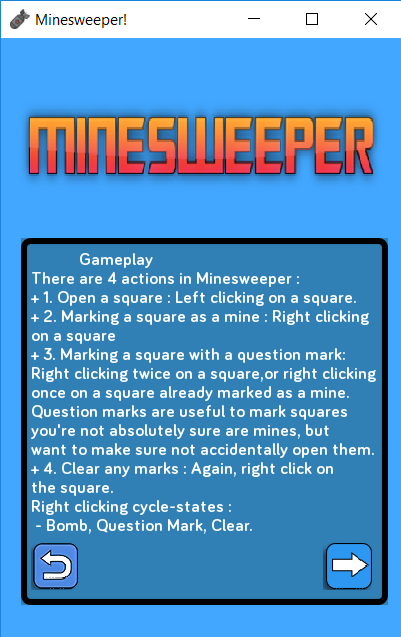 Minesweeper!
MINESWEEPER
Gameplay
There are 4 actions in Minesweeper :
+ 1. Open a square : Left clicking on a square.
+ 2. Marking a square as a mine : Right clicking
on a square
+ 3. Marking a square with a question mark:
Right clicking twice on a square,or right clicking
once on a square already marked as a mine.
Question marks are useful to mark squares
you're not absolutely sure are mines, but
want to make sure not accidentally open them.
+ 4. Clear any marks : Again, right click on
the square.
Right clicking cycle-states :
- Bomb, Question Mark, Clear.